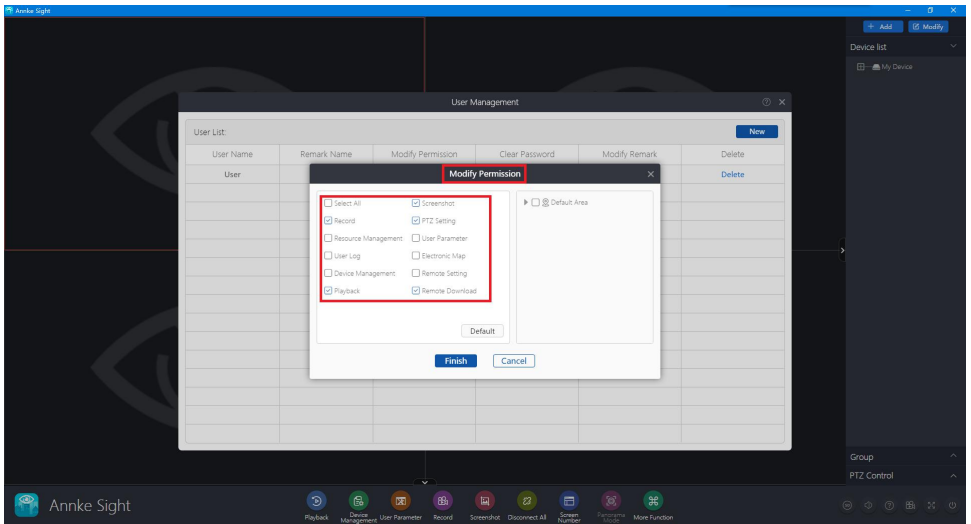 Annke Sight
+ Add
Modify
Device list
My Device
User Management
User List:
New
User Name Remark Name Modify Permission Clear Password Modify Remark Delete
User Delete
Modify Permission
Select All Screenshot
Record PTZ Setting
Resource Management User Parameter
User Log Electronic Map
Device Management Remote Setting
Playback Remote Download
Default Area
Default
Finish Cancel
Group
PTZ Control
Annke Sight
Playback
Device Management
User Parameter
Record
Screenshot
Disconnect All
Screen Number
Panorama Mode
More Function